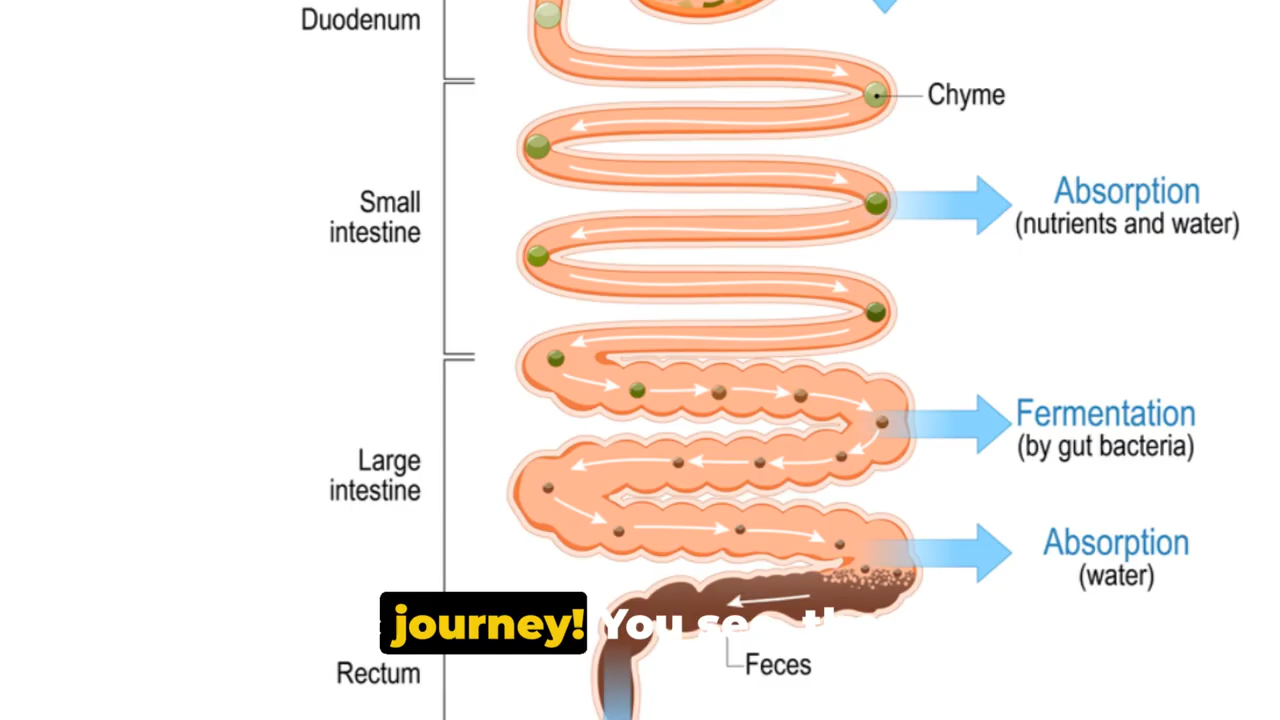 Duodenum
Chyme
Small
intestine
Absorption
(nutrients and water)
Fermentation
(by gut bacteria)
Large
intestine
Absorption
(water)
journey! You see
Rectum
Feces